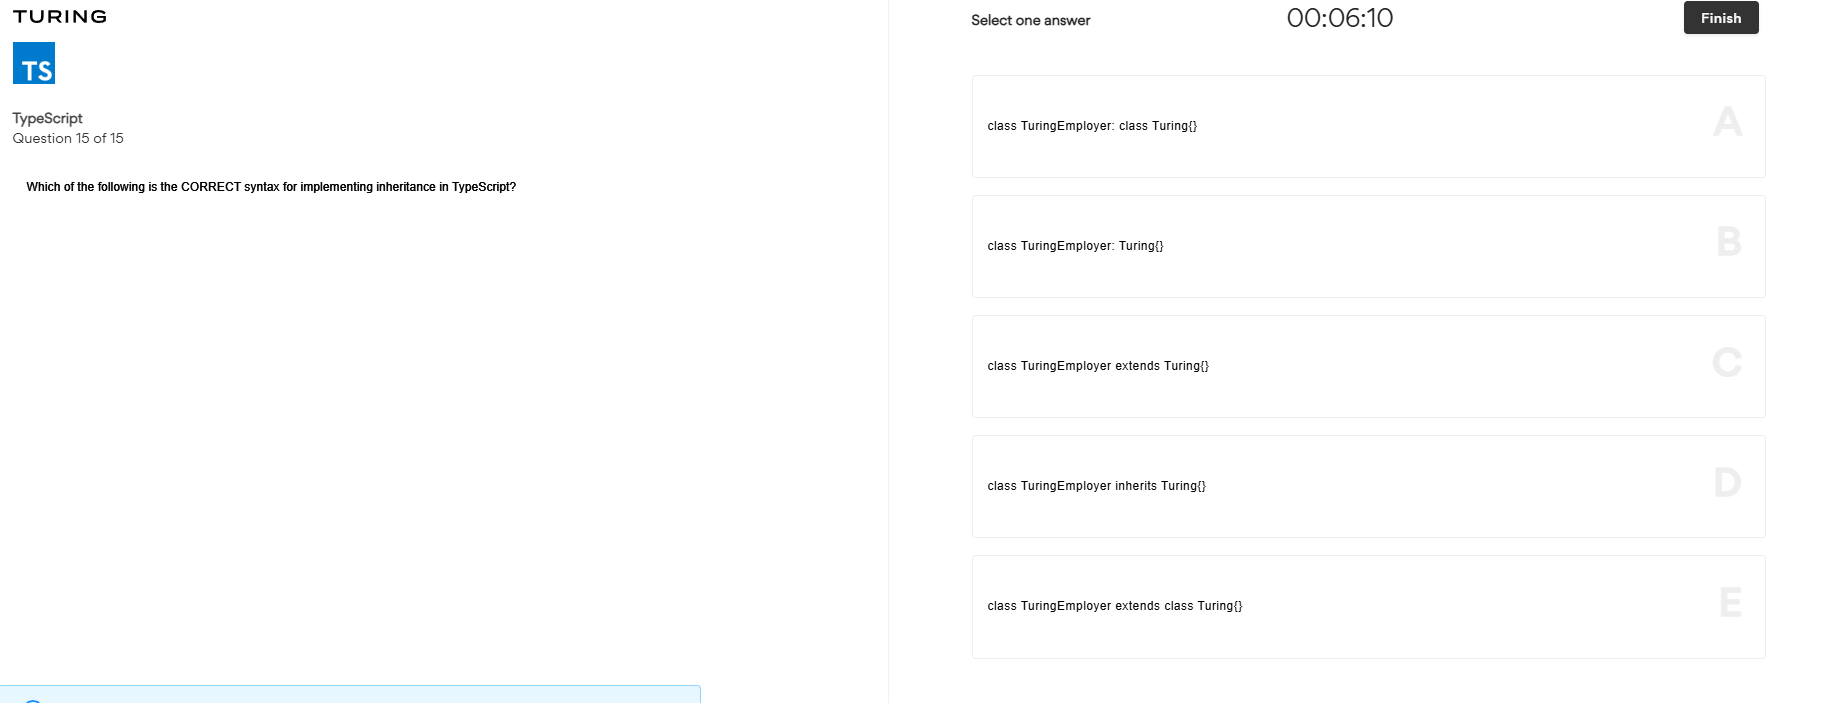 TURING
TS
TypeScript
Question 15 of 15
Which of the following is the CORRECT syntax for implementing inheritance in TypeScript?
Select one answer
00:06:10
Finish
class TuringEmployer: class Turing{}
A
class TuringEmployer: Turing{}
B
class TuringEmployer extends Turing{}
C
class TuringEmployer inherits Turing{}
D
class TuringEmployer extends class Turing{}
E